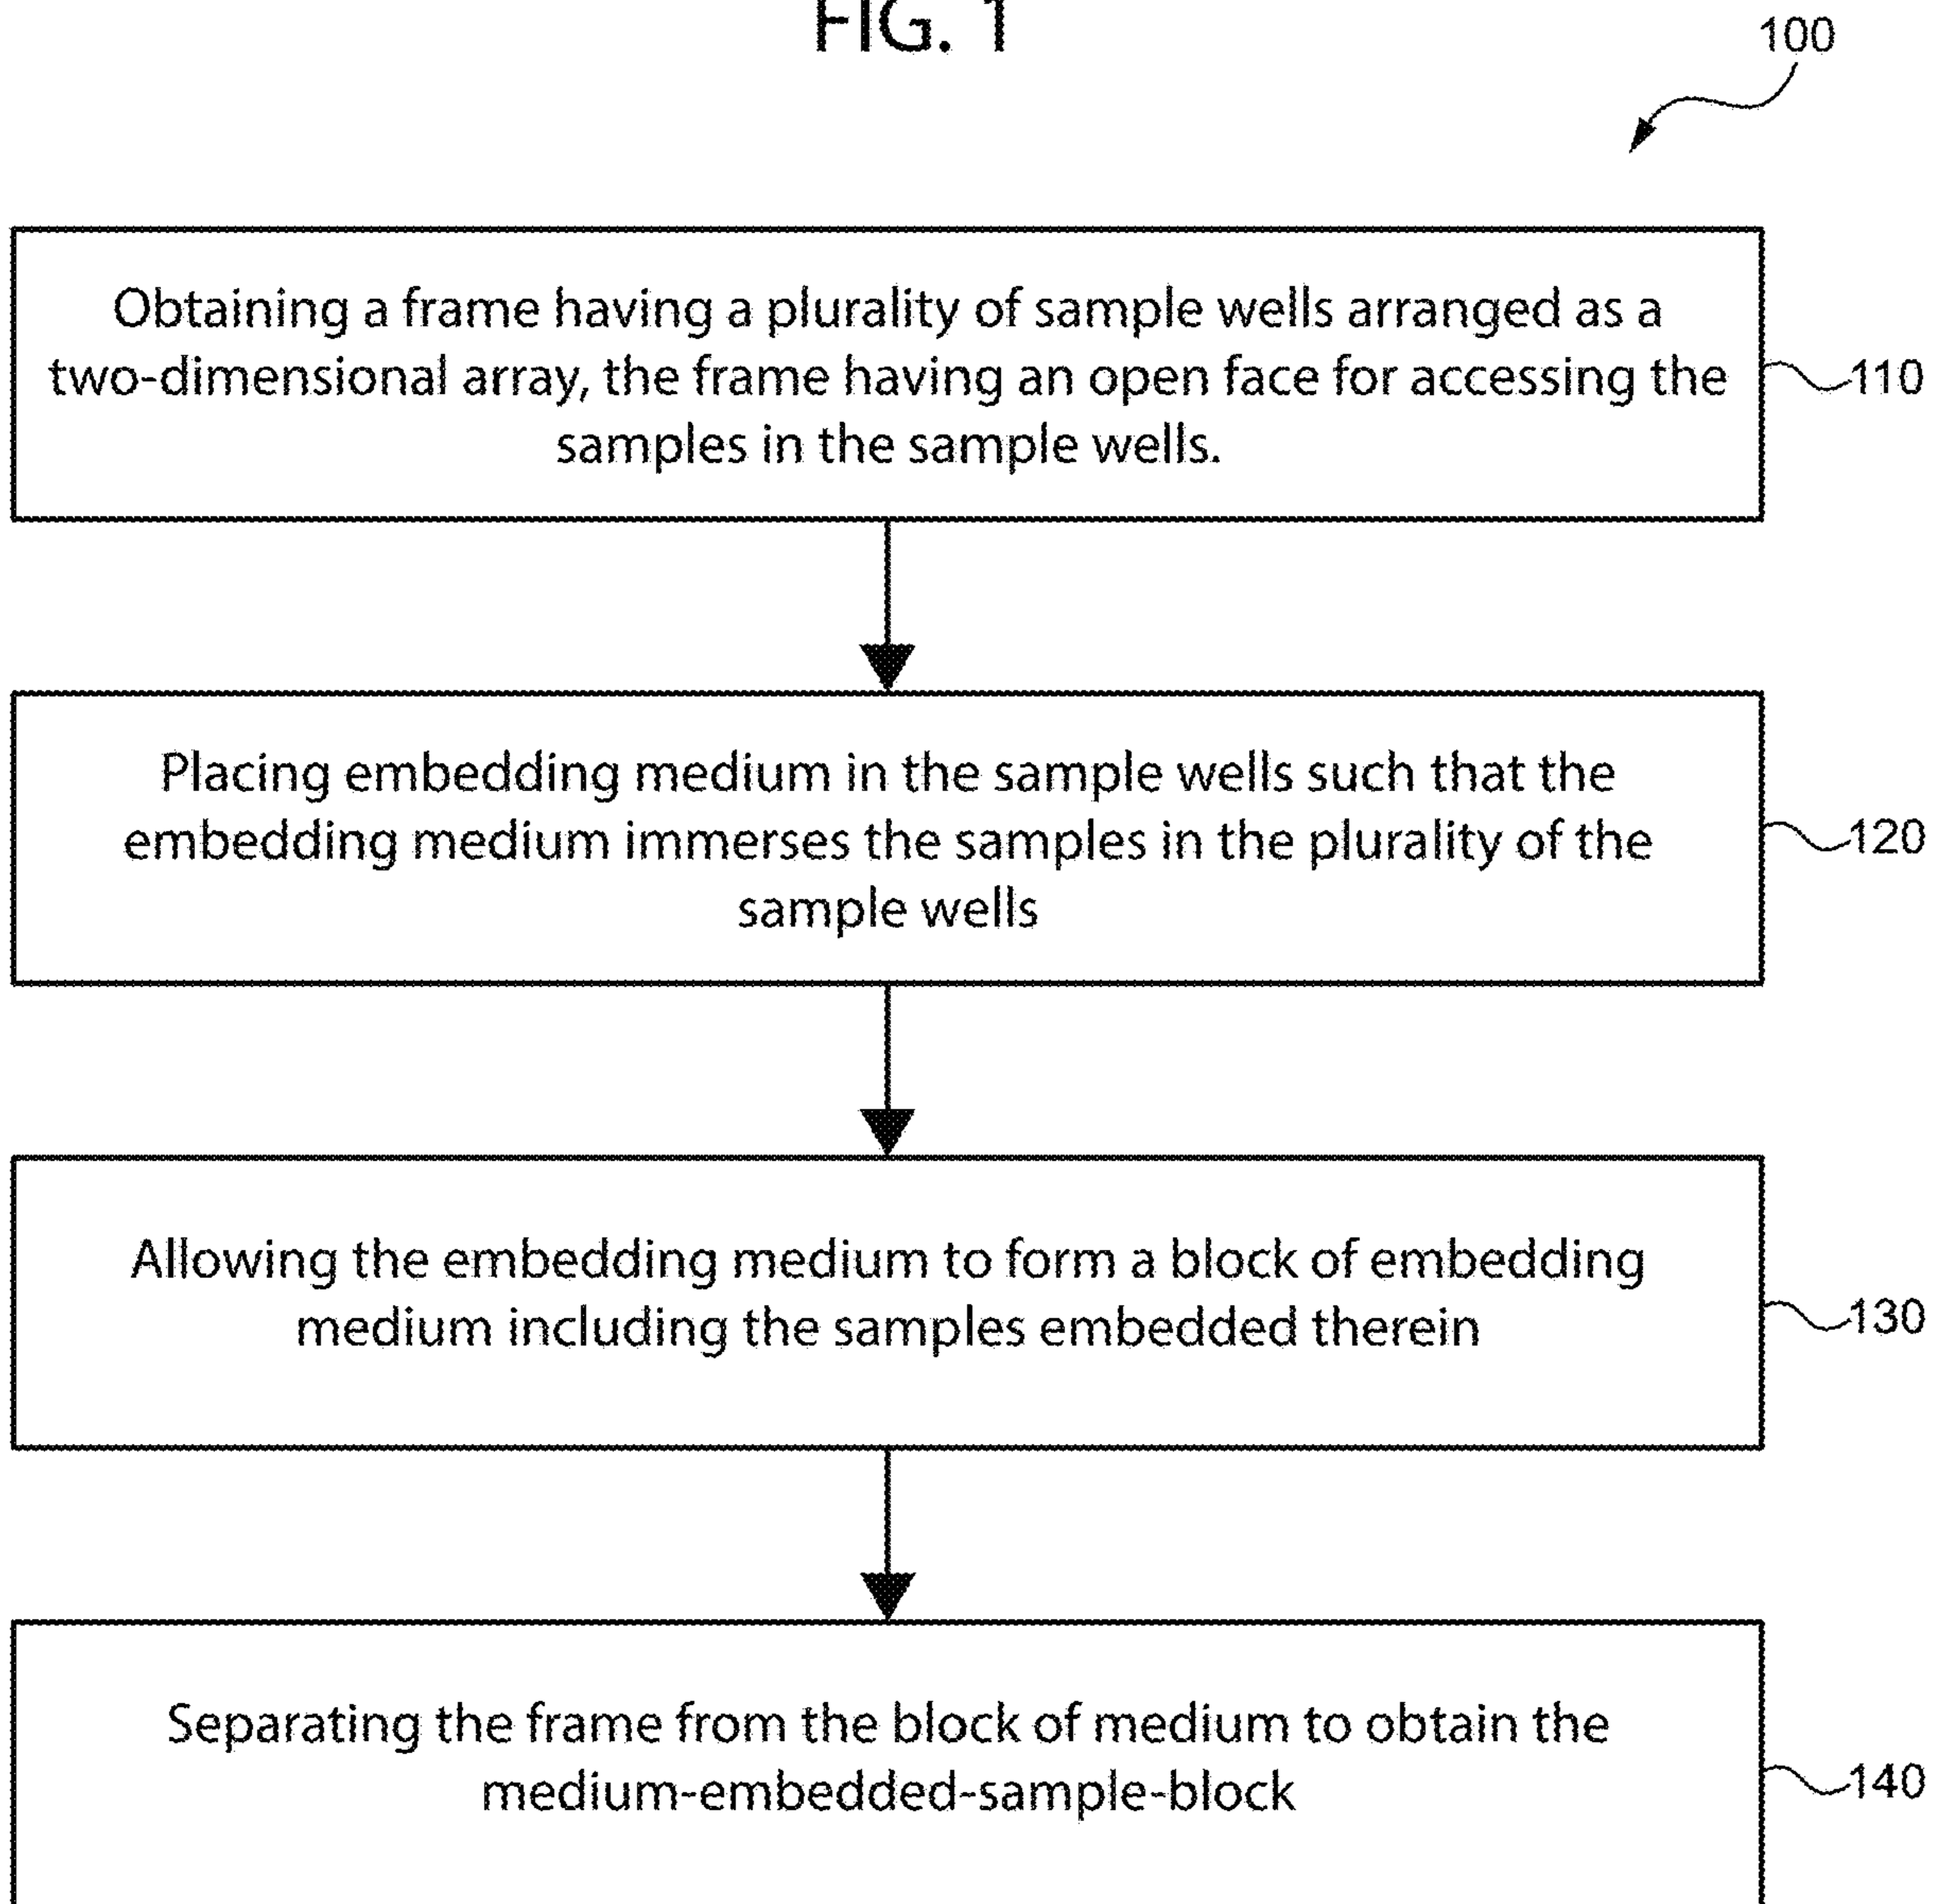 FIG. 1
100
Obtaining a frame having a plurality of sample wells arranged as a
two-dimensional array, the frame having an open face for accessing the
samples in the sample wells.
110
Placing embedding medium in the sample wells such that the
embedding medium immerses the samples in the plurality of the
sample wells
120
Allowing the embedding medium to form a block of embedding
medium including the samples embedded therein
130
Separating the frame from the block of medium to obtain the
medium-embedded-sample-block
140